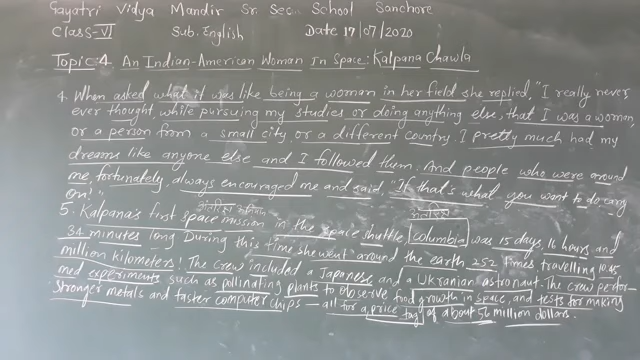 Gayatri Vidya Mandir Sr. Sec. School Sanchore
Class-VI Sub. English Date 17/07/2020
Topic-4 An Indian-American Woman In Space: Kalpana Chawla
4. When asked what it was like being a woman in her field she replied, "I really never,
ever thought, while pursuing my studies or doing anything else, that I was a woman
or a person from a small city, or a different country. I pretty much had my
dreams like anyone else and I followed them. And people who were around
me, fortunately, always encouraged me and said "If that's what you want to do carry
on'."
अंतरिक्ष
5. Kalpana's first space mission in the space shuttle, Columbia was 15 days, 16 hours and
34 minutes long During this time she went around the earth 252 Times, travelling 10.45
million kilometers! The crew included a Japanese and a Ukranian astronaut. The crew perfor-
med experiments such as pollinating plants to observe food growth in space, and tests for making
stronger metals and faster computer chips — all for a price tag of about 56 million dollars.